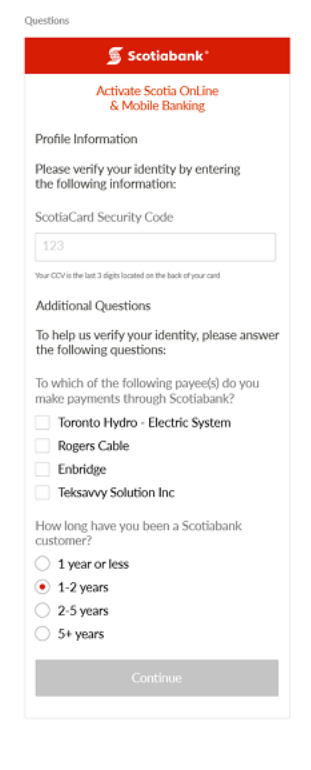 Questions
Scotiabank
Activate Scotia OnLine
& Mobile Banking
Profile Information
Please verify your identity by entering
the following information:
ScotiaCard Security Code
123
Your CCV is the last 3 digits located on the back of your card
Additional Questions
To help us verify your identity, please answer
the following questions:
To which of the following payee(s) do you
make payments through Scotiabank?
Toronto Hydro - Electric System
Rogers Cable
Enbridge
Teksavvy Solution Inc
How long have you been a Scotiabank
customer?
1 year or less
1-2 years
2-5 years
5+ years
Continue